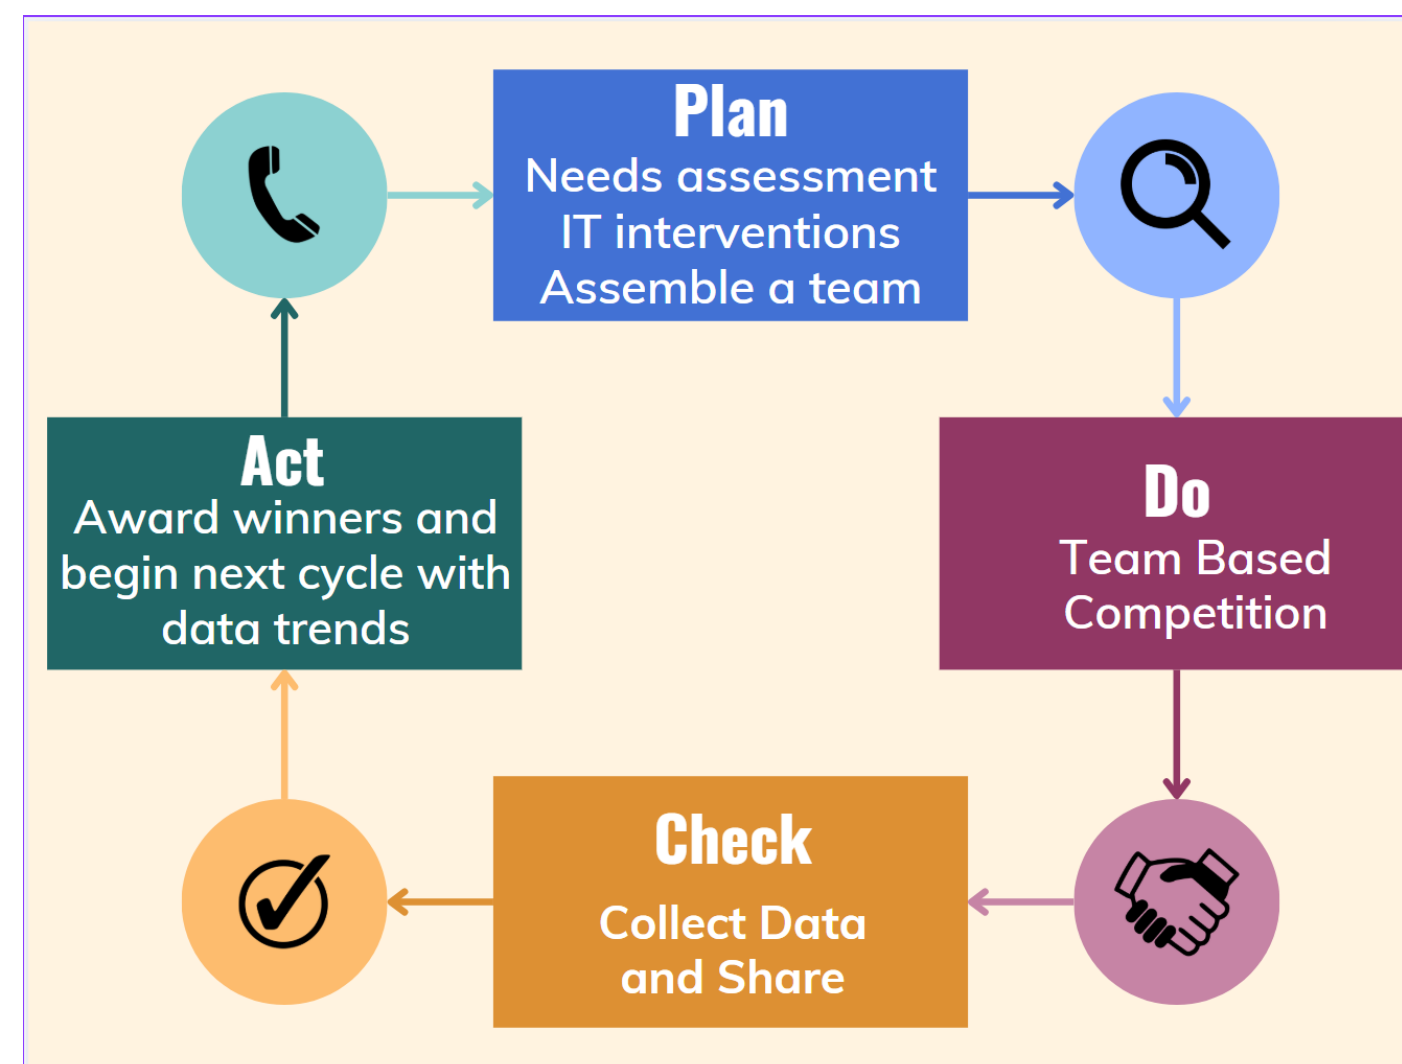 Plan
Needs assessment
IT interventions
Assemble a team
Do
Team Based
Competition
Check
Collect Data
and Share
Act
Award winners and
begin next cycle with
data trends